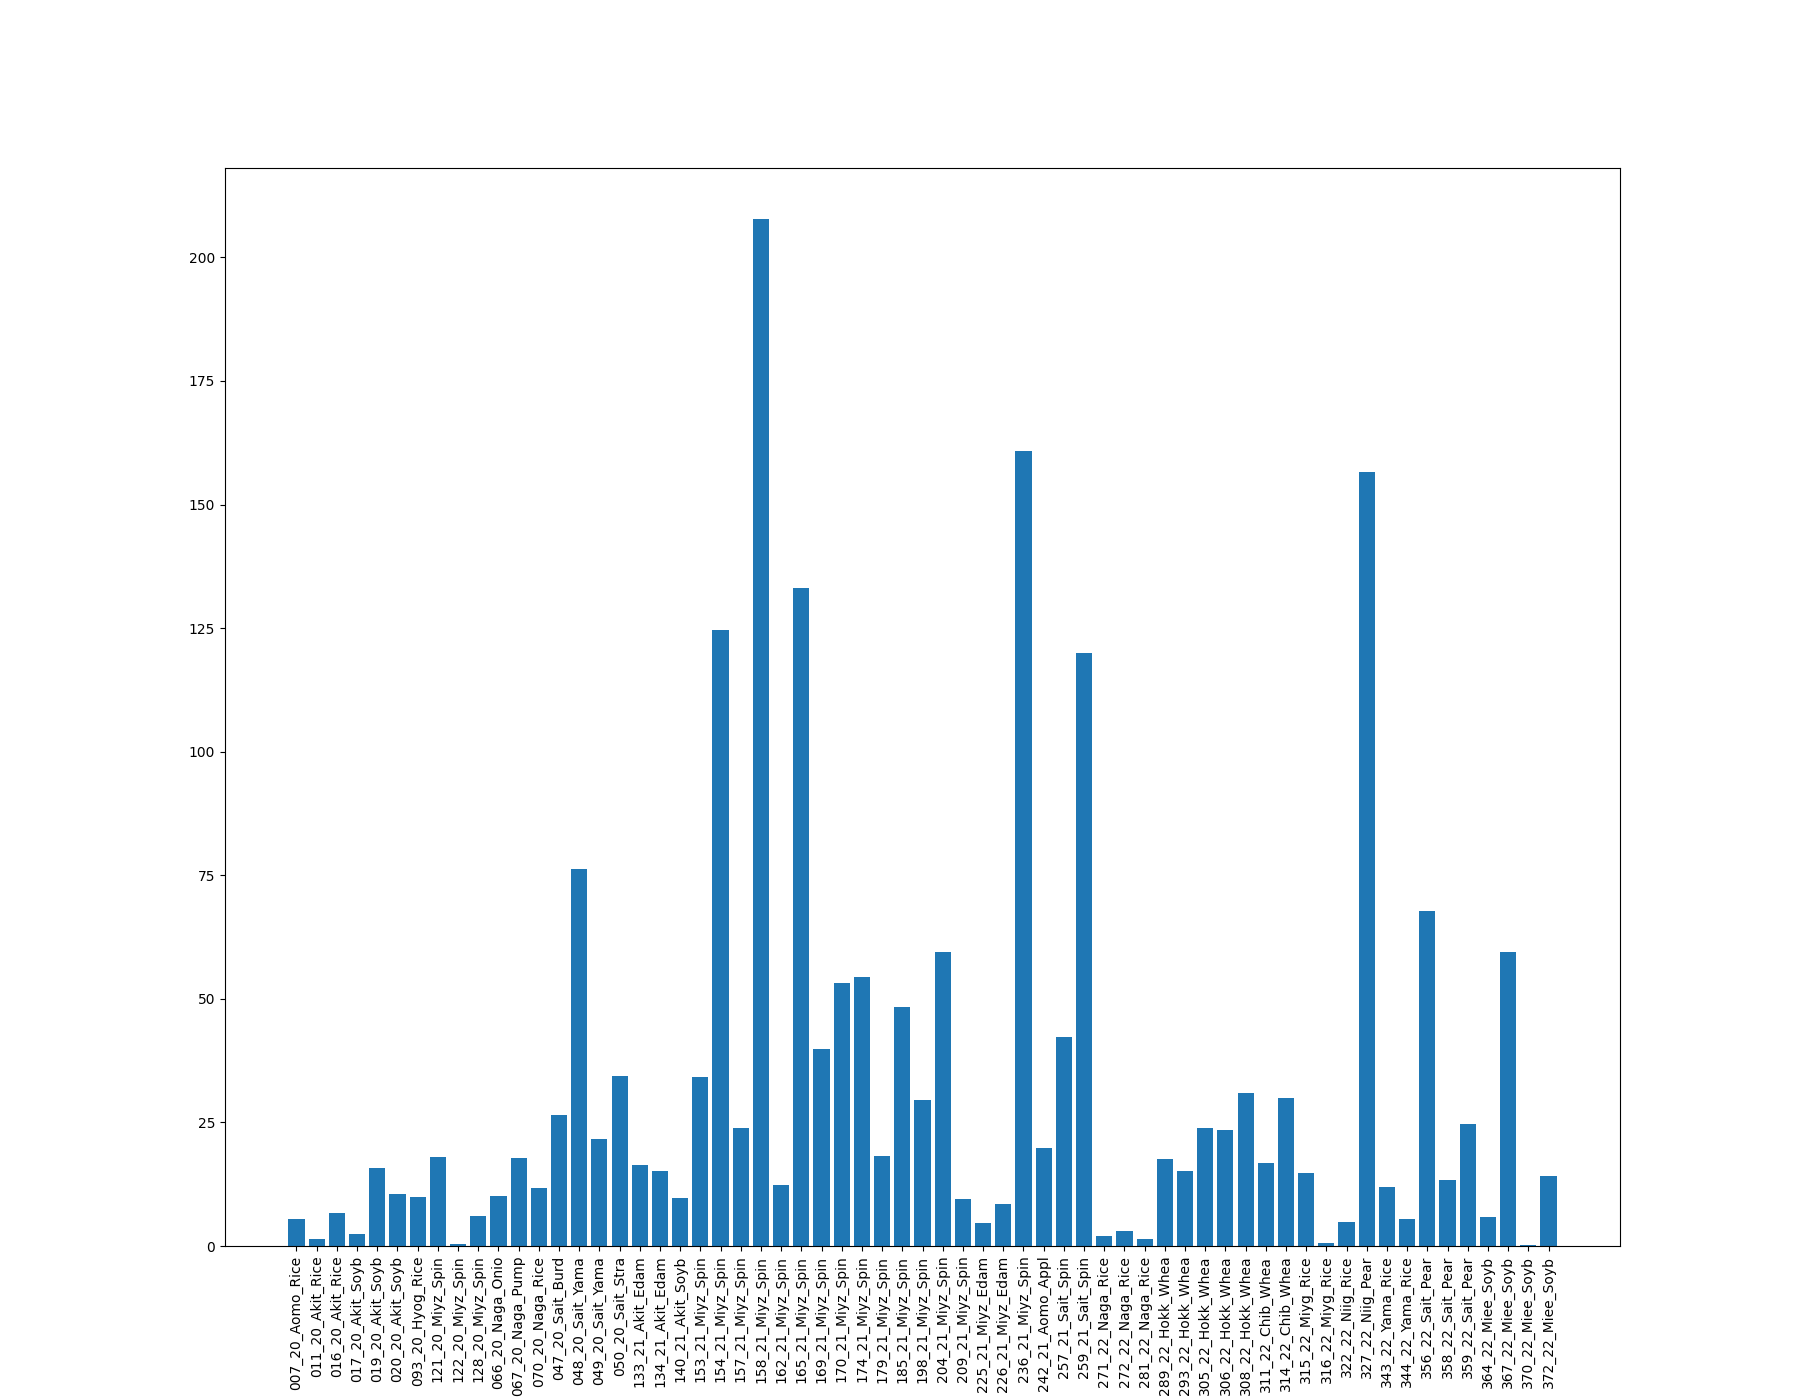 200
175
150
125
100
75
50
25
0
007_20_Aomo_Rice
011_20_Akit_Rice
016_20_Akit_Rice
017_20_Akit_Soyb
019_20_Akit_Soyb
020_20_Akit_Soyb
093_20_Hyog_Rice
121_20_Miyz_Spin
122_20_Miyz_Spin
128_20_Miyz_Spin
066_20_Naga_Onio
067_20_Naga_Pump
070_20_Naga_Rice
047_20_Sait_Burd
048_20_Sait_Yama
049_20_Sait_Yama
050_20_Sait_Stra
133_21_Akit_Edam
134_21_Akit_Edam
140_21_Akit_Soyb
153_21_Miyz_Spin
154_21_Miyz_Spin
157_21_Miyz_Spin
158_21_Miyz_Spin
162_21_Miyz_Spin
165_21_Miyz_Spin
169_21_Miyz_Spin
170_21_Miyz_Spin
174_21_Miyz_Spin
179_21_Miyz_Spin
185_21_Miyz_Spin
198_21_Miyz_Spin
204_21_Miyz_Spin
209_21_Miyz_Spin
225_21_Miyz_Edam
226_21_Miyz_Edam
236_21_Miyz_Spin
242_21_Aomo_Appl
257_21_Sait_Spin
259_21_Sait_Spin
271_22_Naga_Rice
272_22_Naga_Rice
281_22_Naga_Rice
289_22_Hokk_Whea
293_22_Hokk_Whea
305_22_Hokk_Whea
306_22_Hokk_Whea
308_22_Hokk_Whea
311_22_Chib_Whea
314_22_Chib_Whea
315_22_Miyg_Rice
316_22_Miyg_Rice
322_22_Niig_Rice
327_22_Niig_Pear
343_22_Yama_Rice
344_22_Yama_Rice
356_22_Sait_Pear
358_22_Sait_Pear
359_22_Sait_Pear
364_22_Miee_Soyb
367_22_Miee_Soyb
370_22_Miee_Soyb
372_22_Miee_Soyb